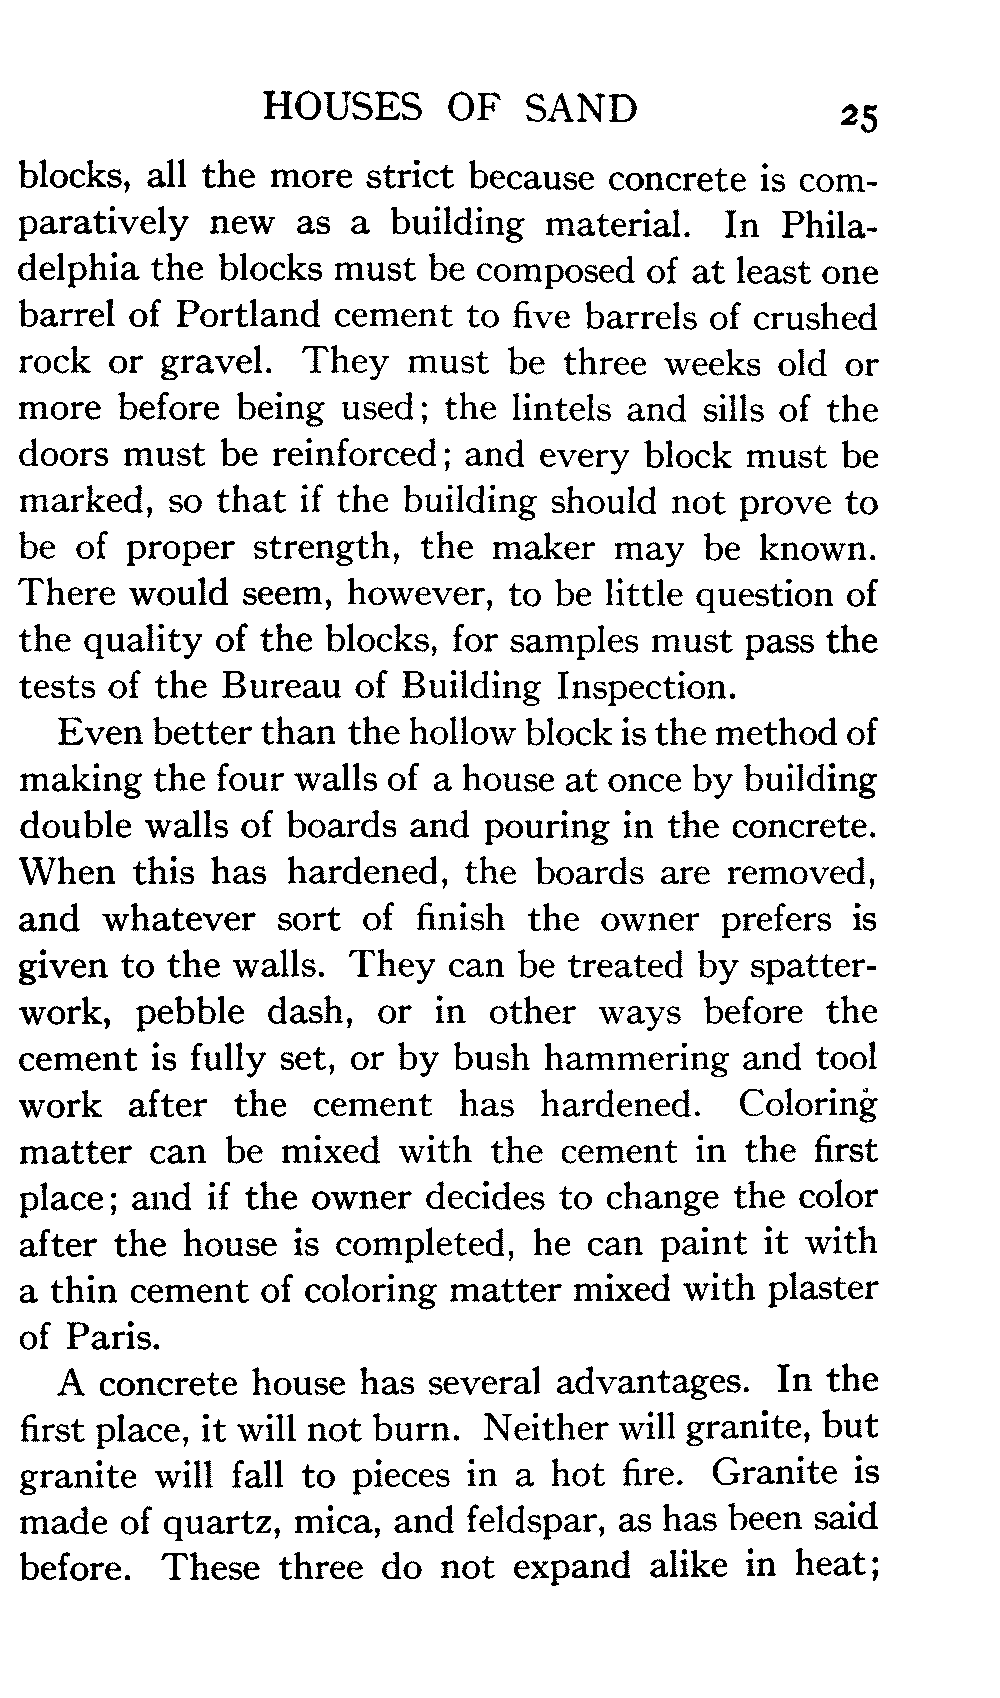 HOUSES OF SAND 25
blocks, all the more strict because concrete is com-
paratively new as a building material. In Phila-
delphia the blocks must be composed of at least one
barrel of Portland cement to five barrels of crushed
rock or gravel. They must be three weeks old or
more before being used; the lintels and sills of the
doors must be reinforced; and every block must be
marked, so that if the building should not prove to
be of proper strength, the maker may be known.
There would seem, however, to be little question of
the quality of the blocks, for samples must pass the
tests of the Bureau of Building Inspection.
Even better than the hollow block is the method of
making the four walls of a house at once by building
double walls of boards and pouring in the concrete.
When this has hardened, the boards are removed,
and whatever sort of finish the owner prefers is
given to the walls. They can be treated by spatter-
work, pebble dash, or in other ways before the
cement is fully set, or by bush hammering and tool
work after the cement has hardened. Coloring
matter can be mixed with the cement in the first
place; and if the owner decides to change the color
after the house is completed, he can paint it with
a thin cement of coloring matter mixed with plaster
of Paris.
A concrete house has several advantages. In the
first place, it will not burn. Neither will granite, but
granite will fall to pieces in a hot fire. Granite is
made of quartz, mica, and feldspar, as has been said
before. These three do not expand alike in heat;